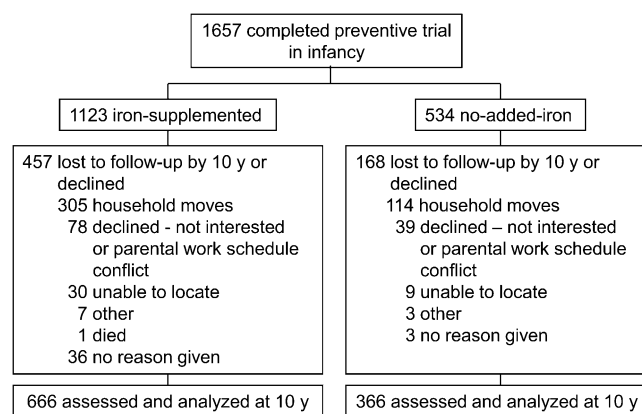 1657 completed preventive trial
in infancy
1123 iron-supplemented
534 no-added-iron
457 lost to follow-up by 10 y or
declined
305 household moves
78 declined - not interested
or parental work schedule
conflict
30 unable to locate
7 other
1 died
36 no reason given
168 lost to follow-up by 10 y or
declined
114 household moves
39 declined – not interested
or parental work schedule
conflict
9 unable to locate
3 other
3 no reason given
666 assessed and analyzed at 10 y
366 assessed and analyzed at 10 y